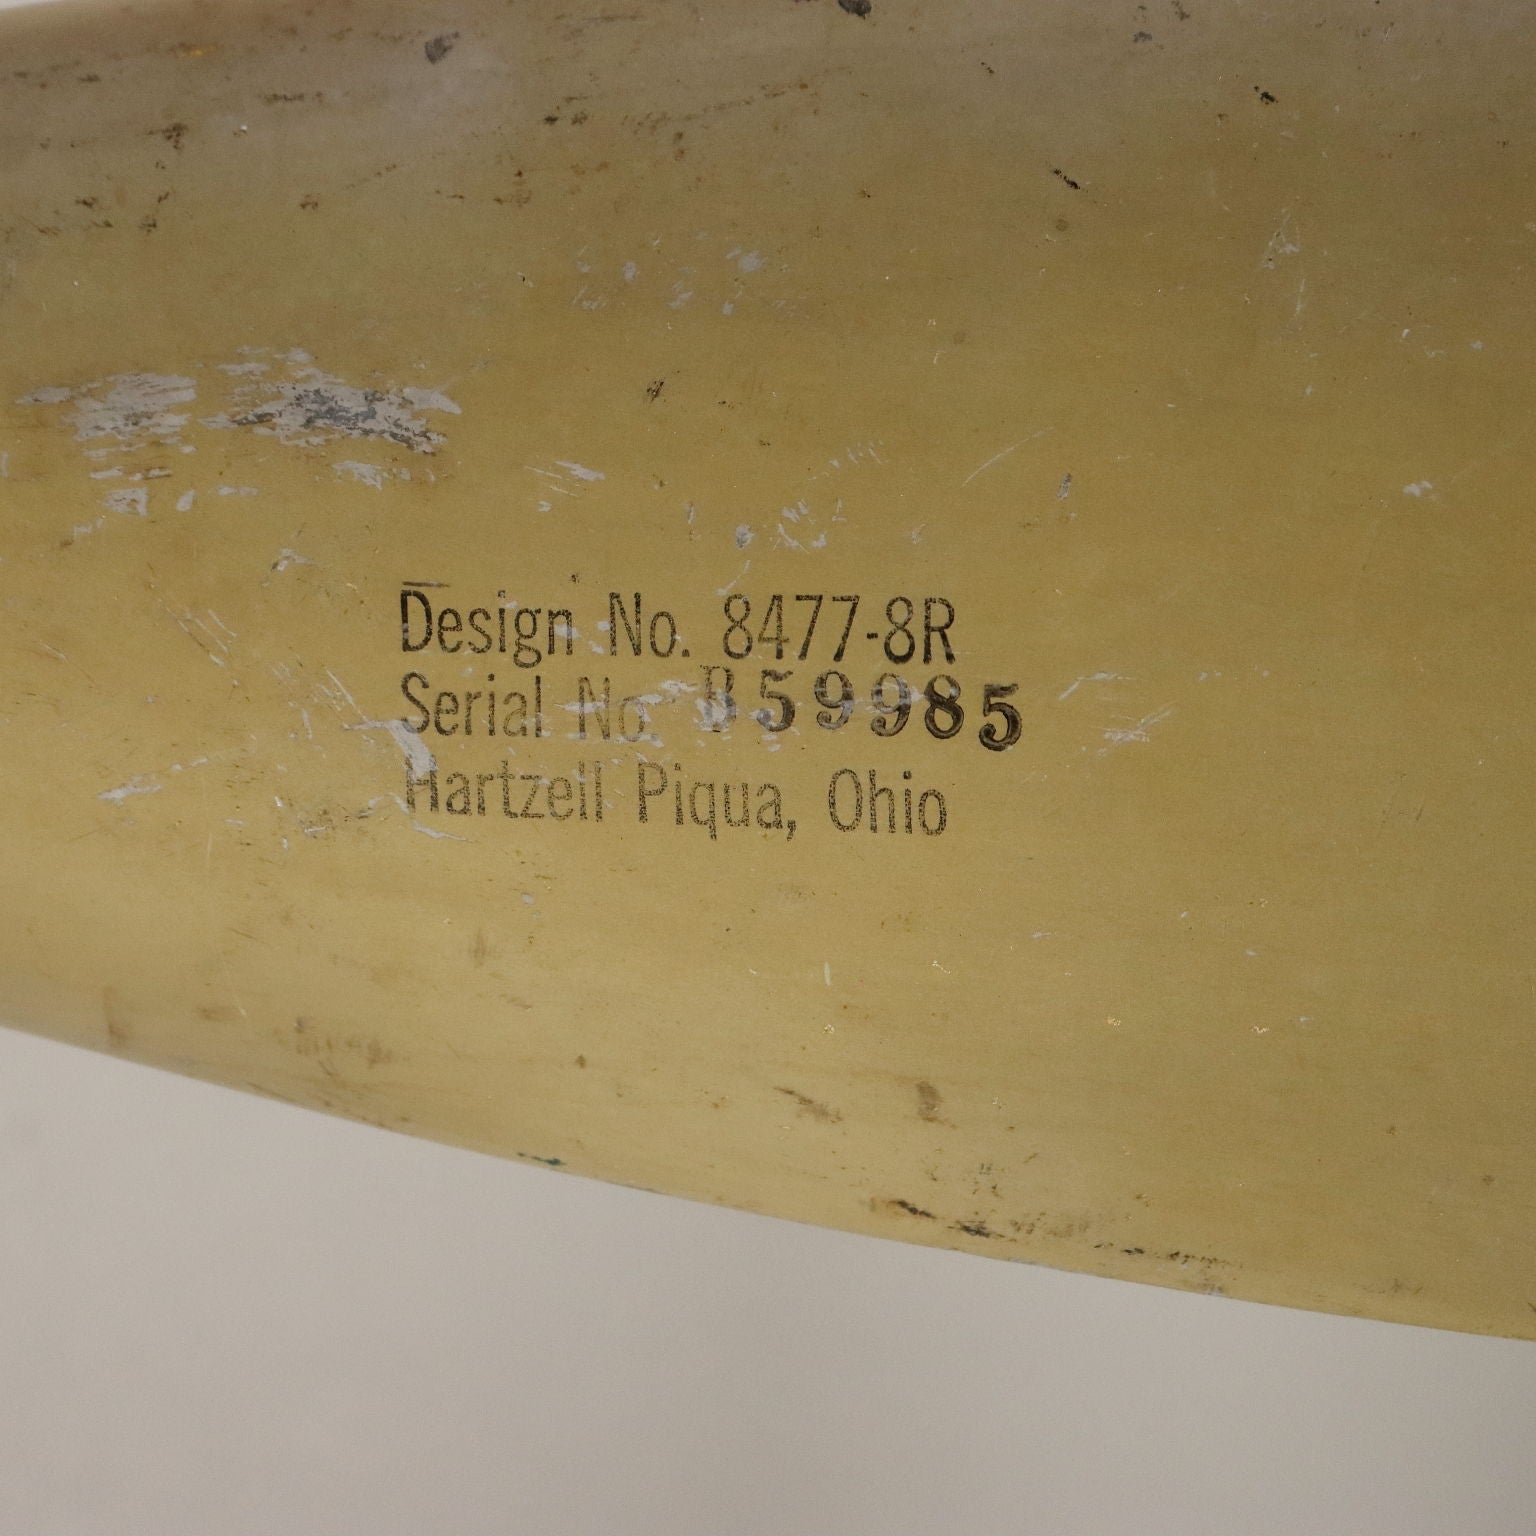 Design No. 8477-8R
Serial No. B59985
Hartzell Piqua, Ohio